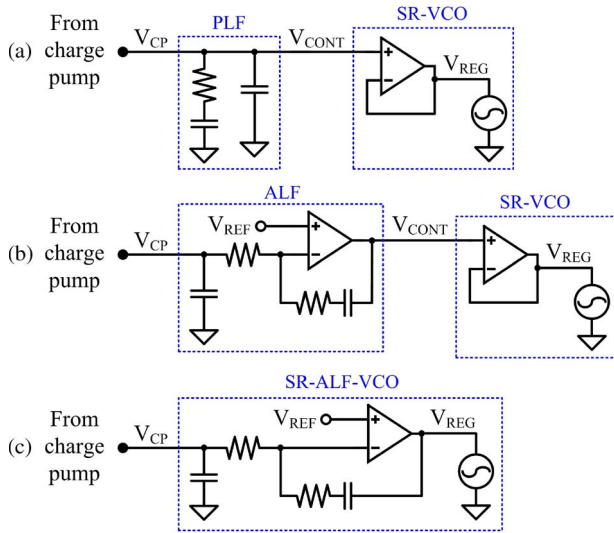 PLF
SR-VCO
From
charge
pump
VCP
VCONT
VREG
(a)
+
−
ALF
SR-VCO
From
charge
pump
VCP
VREF
VCONT
VREG
(b)
+
−
+
−
SR-ALF-VCO
From
charge
pump
VCP
VREF
VREG
(c)
+
−